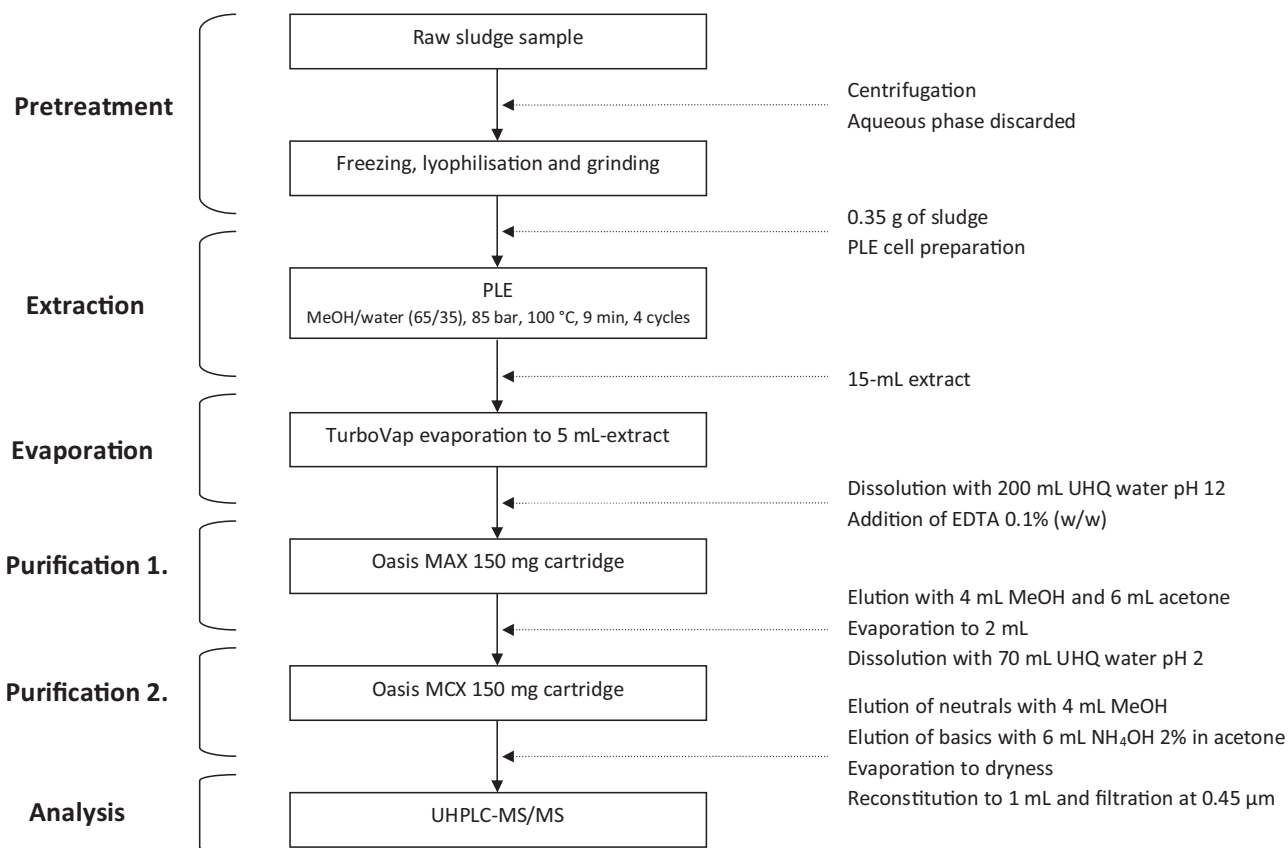 Pretreatment
Raw sludge sample
Centrifugation
Aqueous phase discarded
Freezing, lyophilisation and grinding
0.35 g of sludge
PLE cell preparation
Extraction
PLE
MeOH/water (65/35), 85 bar, 100 °C, 9 min, 4 cycles
15-mL extract
Evaporation
TurboVap evaporation to 5 mL-extract
Dissolution with 200 mL UHQ water pH 12
Addition of EDTA 0.1% (w/w)
Purification 1.
Oasis MAX 150 mg cartridge
Elution with 4 mL MeOH and 6 mL acetone
Evaporation to 2 mL
Dissolution with 70 mL UHQ water pH 2
Purification 2.
Oasis MCX 150 mg cartridge
Elution of neutrals with 4 mL MeOH
Elution of basics with 6 mL NH₄OH 2% in acetone
Evaporation to dryness
Reconstitution to 1 mL and filtration at 0.45 µm
Analysis
UHPLC-MS/MS